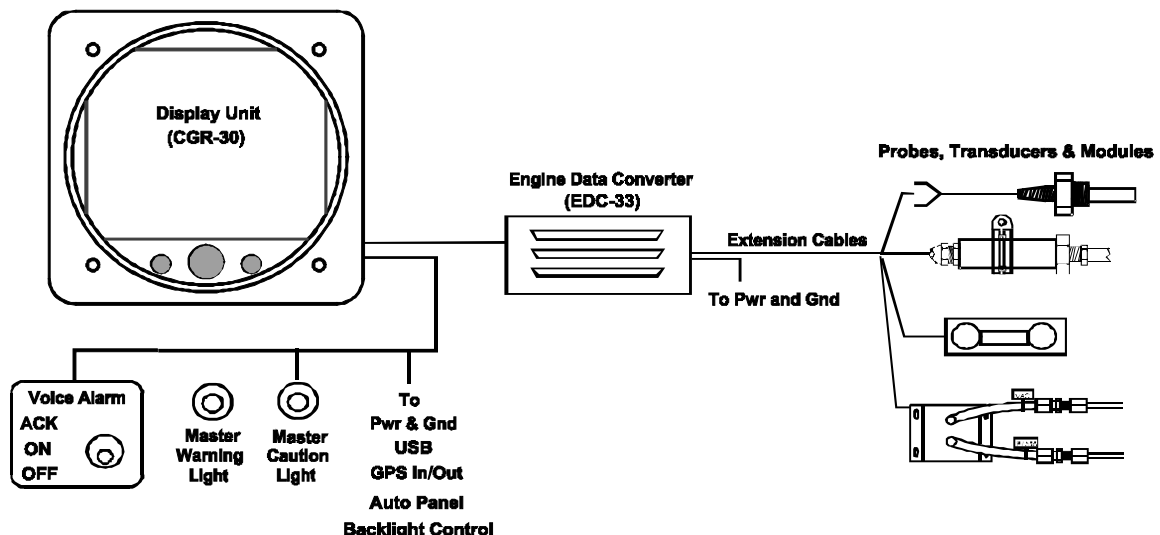 Display Unit
(CGR-30)
Probes, Transducers & Modules
Engine Data Converter
(EDC-33)
Extension Cables
To Pwr and Gnd
Voice Alarm
ACK
ON
OFF
Master
Warning
Light
Master
Caution
Light
To
Pwr & Gnd
USB
GPS In/Out
Auto Panel
Backlight Control